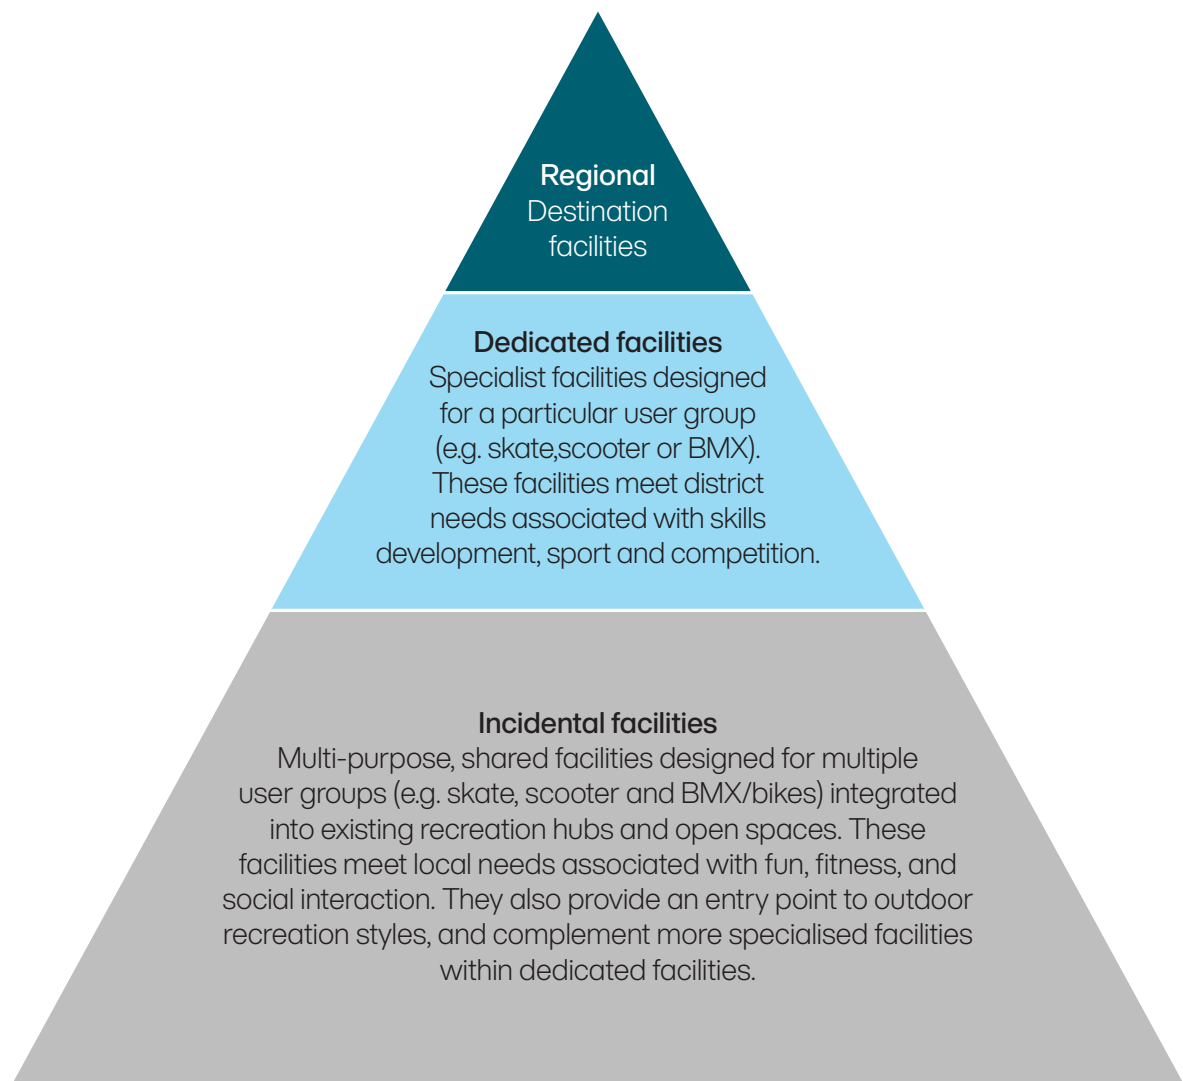 Regional
Destination
facilities
Dedicated facilities
Specialist facilities designed
for a particular user group
(e.g. skate,scooter or BMX).
These facilities meet district
needs associated with skills
development, sport and competition.
Incidental facilities
Multi-purpose, shared facilities designed for multiple
user groups (e.g. skate, scooter and BMX/bikes) integrated
into existing recreation hubs and open spaces. These
facilities meet local needs associated with fun, fitness, and
social interaction. They also provide an entry point to outdoor
recreation styles, and complement more specialised facilities
within dedicated facilities.